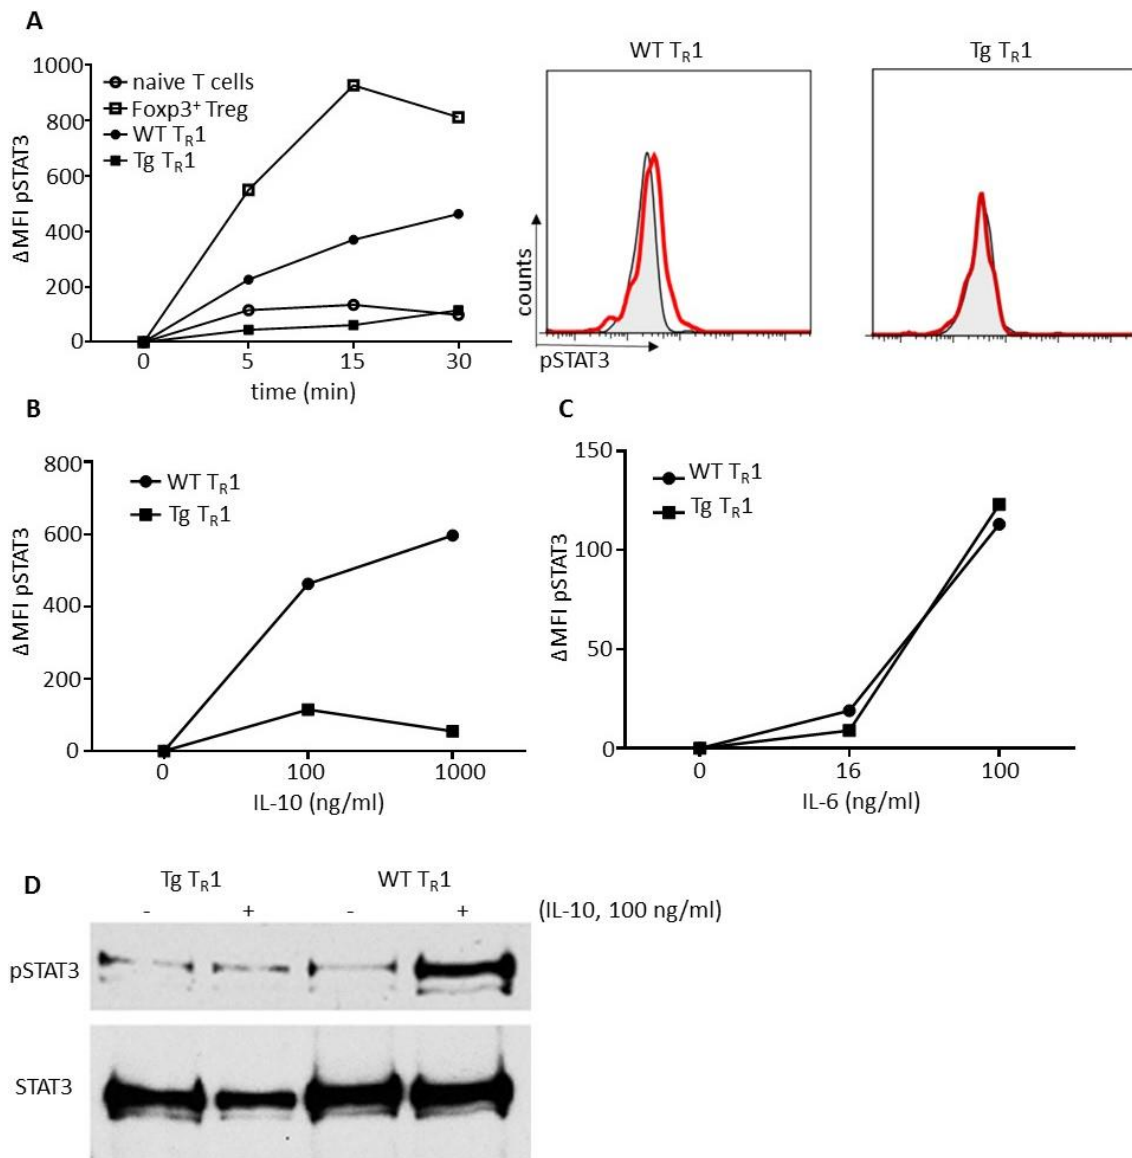 A
WT TR1
Tg TR1
naive T cells
Foxp3+ Treg
WT TR1
Tg TR1
1000
800
600
400
200
0
ΔMFI pSTAT3
0 5 15 30
time (min)
counts
pSTAT3
B
WT TR1
Tg TR1
800
600
400
200
0
ΔMFI pSTAT3
0 100 1000
IL-10 (ng/ml)
C
WT TR1
Tg TR1
150
100
50
0
ΔMFI pSTAT3
0 16 100
IL-6 (ng/ml)
D
Tg TR1 WT TR1
- + - + (IL-10, 100 ng/ml)
pSTAT3
STAT3